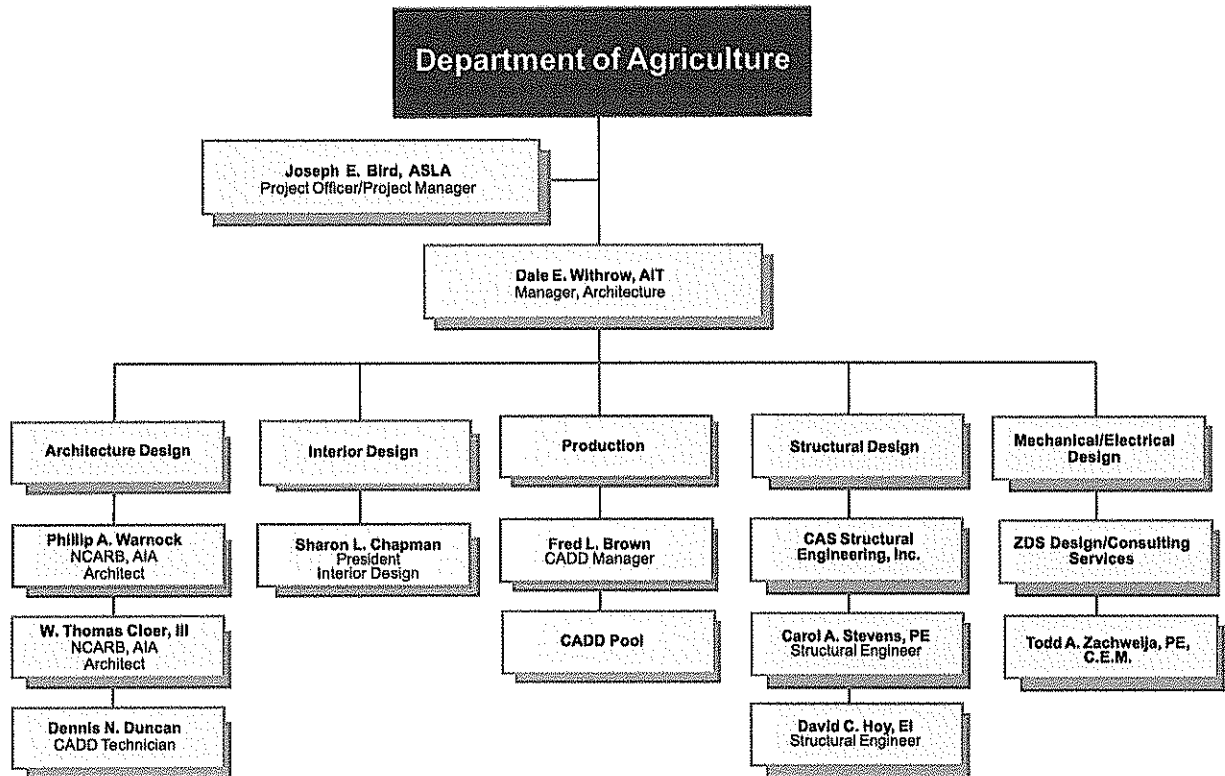 Department of Agriculture
Joseph E. Bird, ASLA
Project Officer/Project Manager
Dale E. Withrow, AIT
Manager, Architecture
Architecture Design
Phillip A. Warnock
NCARB, AIA
Architect
W. Thomas Cloer, III
NCARB, AIA
Architect
Dennis N. Duncan
CADD Technician
Interior Design
Sharon L. Chapman
President
Interior Design
Production
Fred L. Brown
CADD Manager
CADD Pool
Structural Design
CAS Structural
Engineering, Inc.
Carol A. Stevens, PE
Structural Engineer
David C. Hoy, EI
Structural Engineer
Mechanical/Electrical
Design
ZDS Design/Consulting
Services
Todd A. Zachweija, PE,
C.E.M.